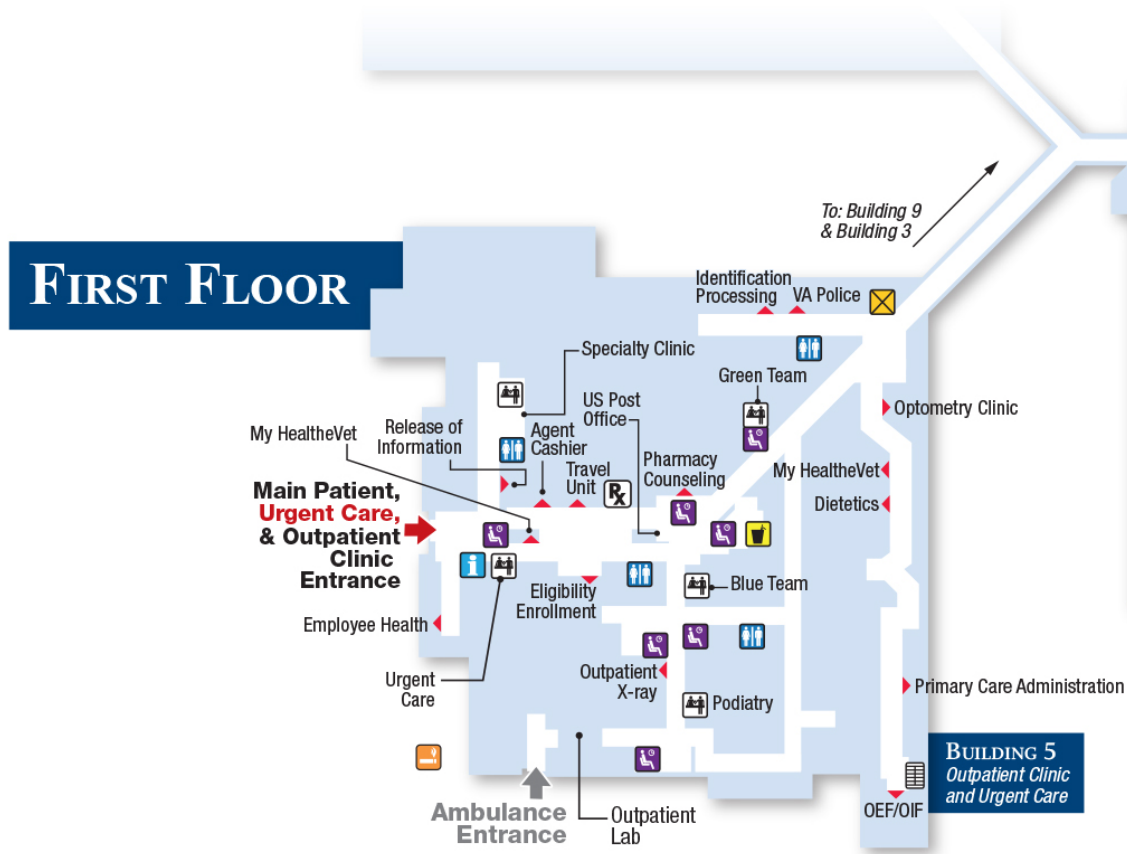 To: Building 9
& Building 3
FIRST FLOOR
Identification
Processing
VA Police
Specialty Clinic
Green Team
US Post
Office
Optometry Clinic
My HealtheVet
Release of
Information
Agent
Cashier
Travel
Unit
Rx
Pharmacy
Counseling
My HealtheVet
Dietetics
Main Patient,
Urgent Care,
& Outpatient
Clinic
Entrance
i
Eligibility
Enrollment
Blue Team
Employee Health
Urgent
Care
Outpatient
X-ray
Podiatry
Primary Care Administration
BUILDING 5
Outpatient Clinic
and Urgent Care
OEF/OIF
Ambulance
Entrance
Outpatient
Lab